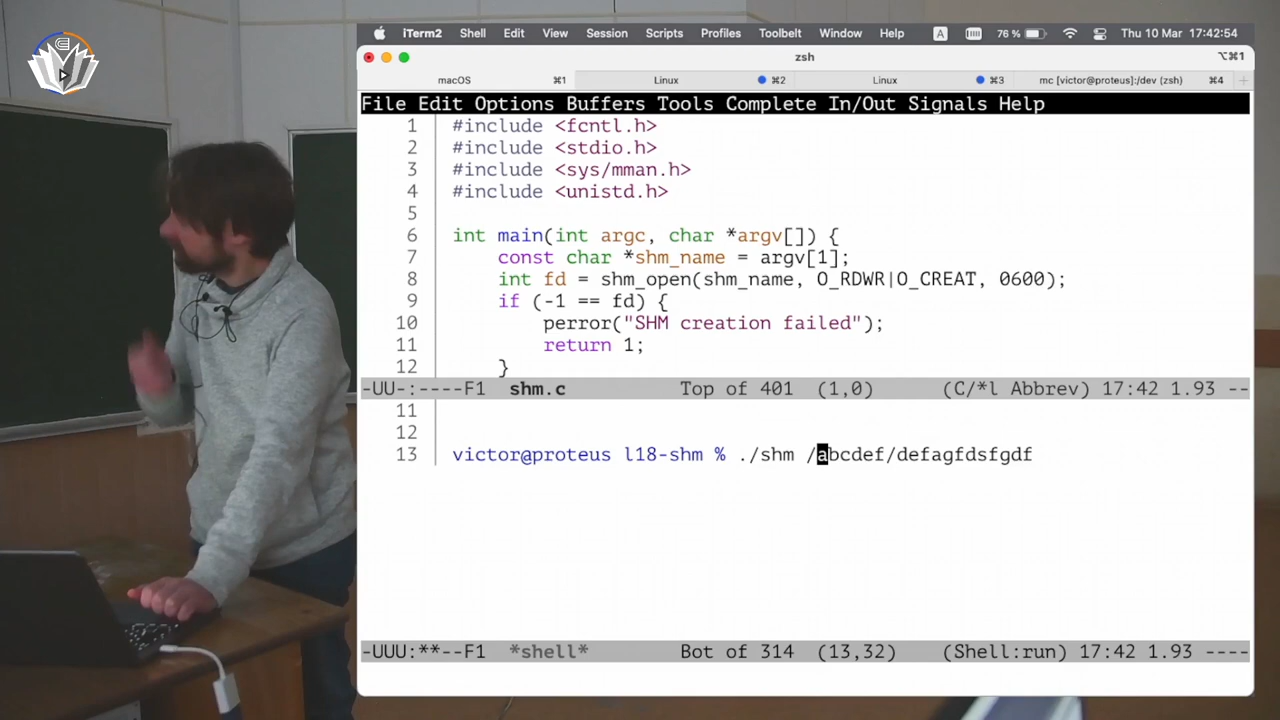 iTerm2 Shell Edit View Session Scripts Profiles Toolbelt Window Help A 76 % Thu 10 Mar 17:42:54
zsh ⌥⌘1
macOS ⌘1 Linux ⌘2 Linux ⌘3 mc [victor@proteus]:/dev (zsh) ⌘4
File Edit Options Buffers Tools Complete In/Out Signals Help
1 #include <fcntl.h>
2 #include <stdio.h>
3 #include <sys/mman.h>
4 #include <unistd.h>
5
6 int main(int argc, char *argv[]) {
7 const char *shm_name = argv[1];
8 int fd = shm_open(shm_name, O_RDWR|O_CREAT, 0600);
9 if (-1 == fd) {
10 perror("SHM creation failed");
11 return 1;
12 }
-UU-:----F1 shm.c Top of 401 (1,0) (C/*l Abbrev) 17:42 1.93 --
11
12
13 victor@proteus l18-shm % ./shm /abcdef/defagfdsfgdf
-UUU:**--F1 *shell* Bot of 314 (13,32) (Shell:run) 17:42 1.93 ----